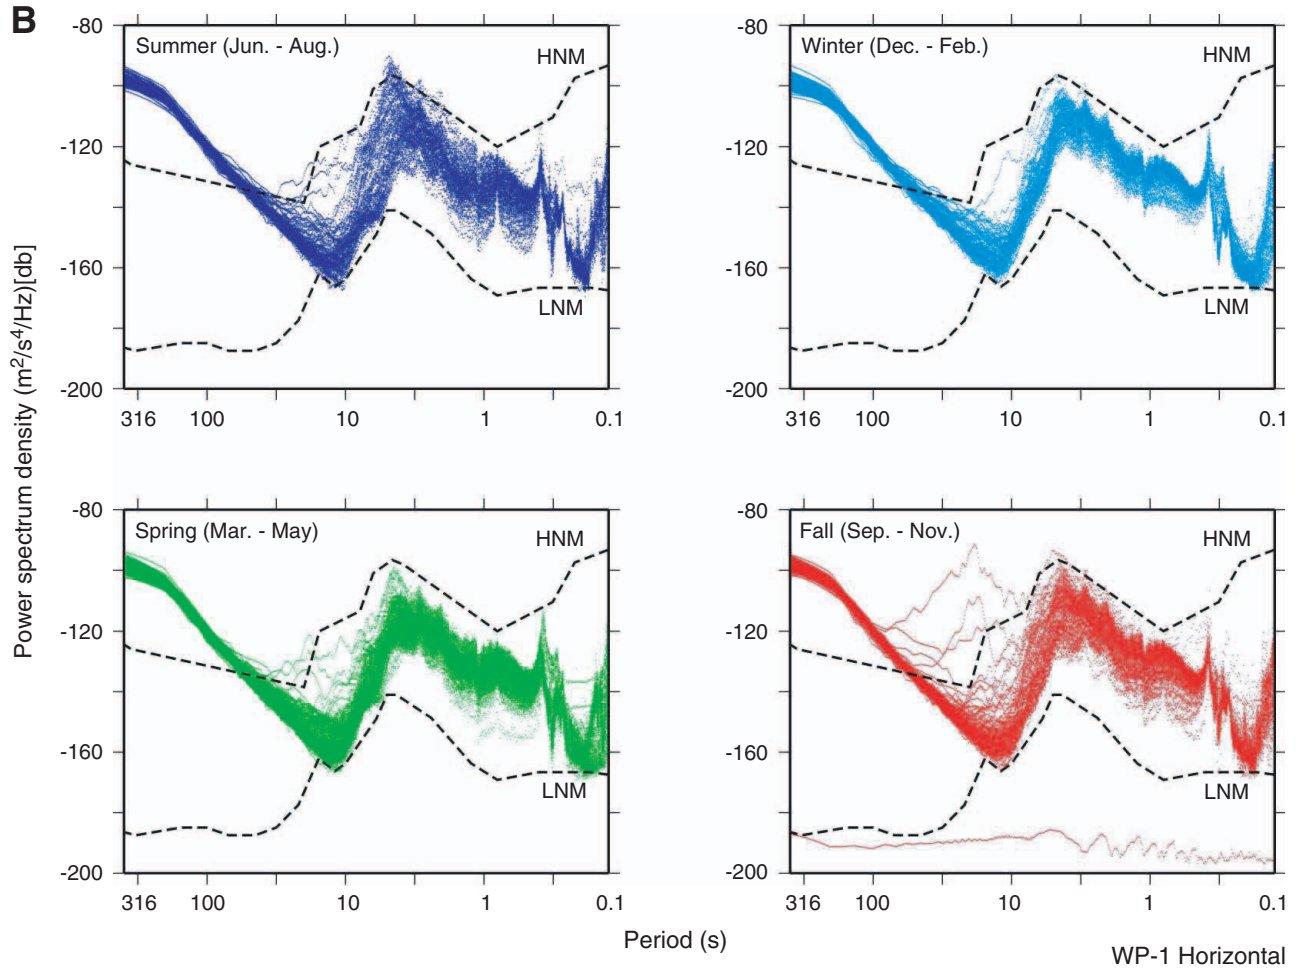 B
Power spectrum density (m²/s⁴/Hz)[db]
Summer (Jun. - Aug.)
HNM
LNM
-80
-120
-160
-200
316 100 10 1 0.1
Winter (Dec. - Feb.)
HNM
LNM
-80
-120
-160
-200
316 100 10 1 0.1
Spring (Mar. - May)
HNM
LNM
-80
-120
-160
-200
316 100 10 1 0.1
Fall (Sep. - Nov.)
HNM
LNM
-80
-120
-160
-200
316 100 10 1 0.1
Period (s)
WP-1 Horizontal